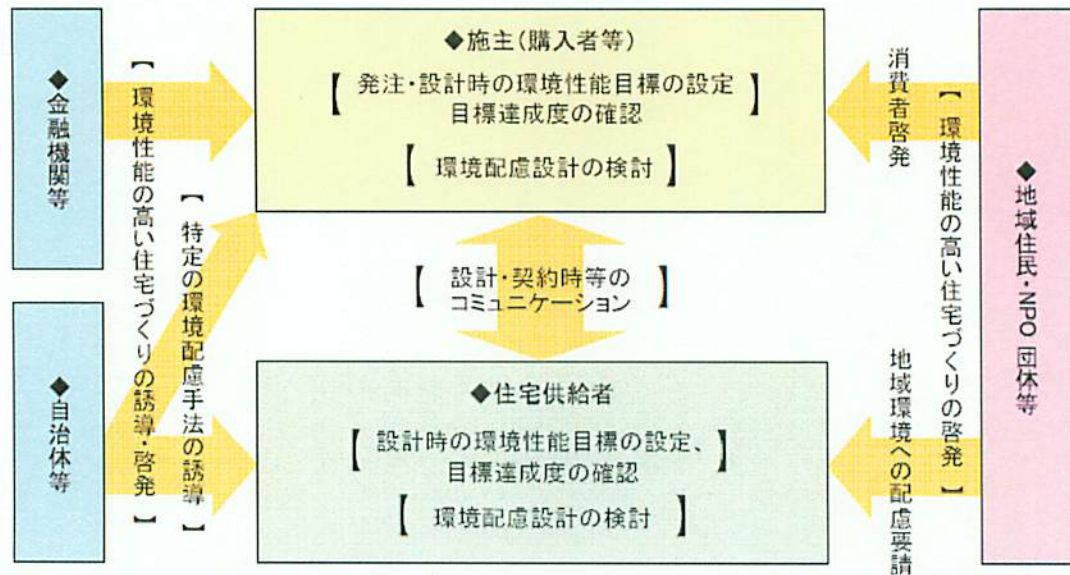 ◆金融機関等
◆自治体等
【環境性能の高い住宅づくりの誘導・啓発】
【特定の環境配慮手法の誘導】
◆施主(購入者等)
【発注・設計時の環境性能目標の設定
目標達成度の確認】
【環境配慮設計の検討】
【設計・契約時等の
コミュニケーション】
◆住宅供給者
【設計時の環境性能目標の設定、
目標達成度の確認】
【環境配慮設計の検討】
消費者啓発
地域環境への配慮要請
【環境性能の高い住宅づくりの啓発】
◆地域住民・NPO 団体等